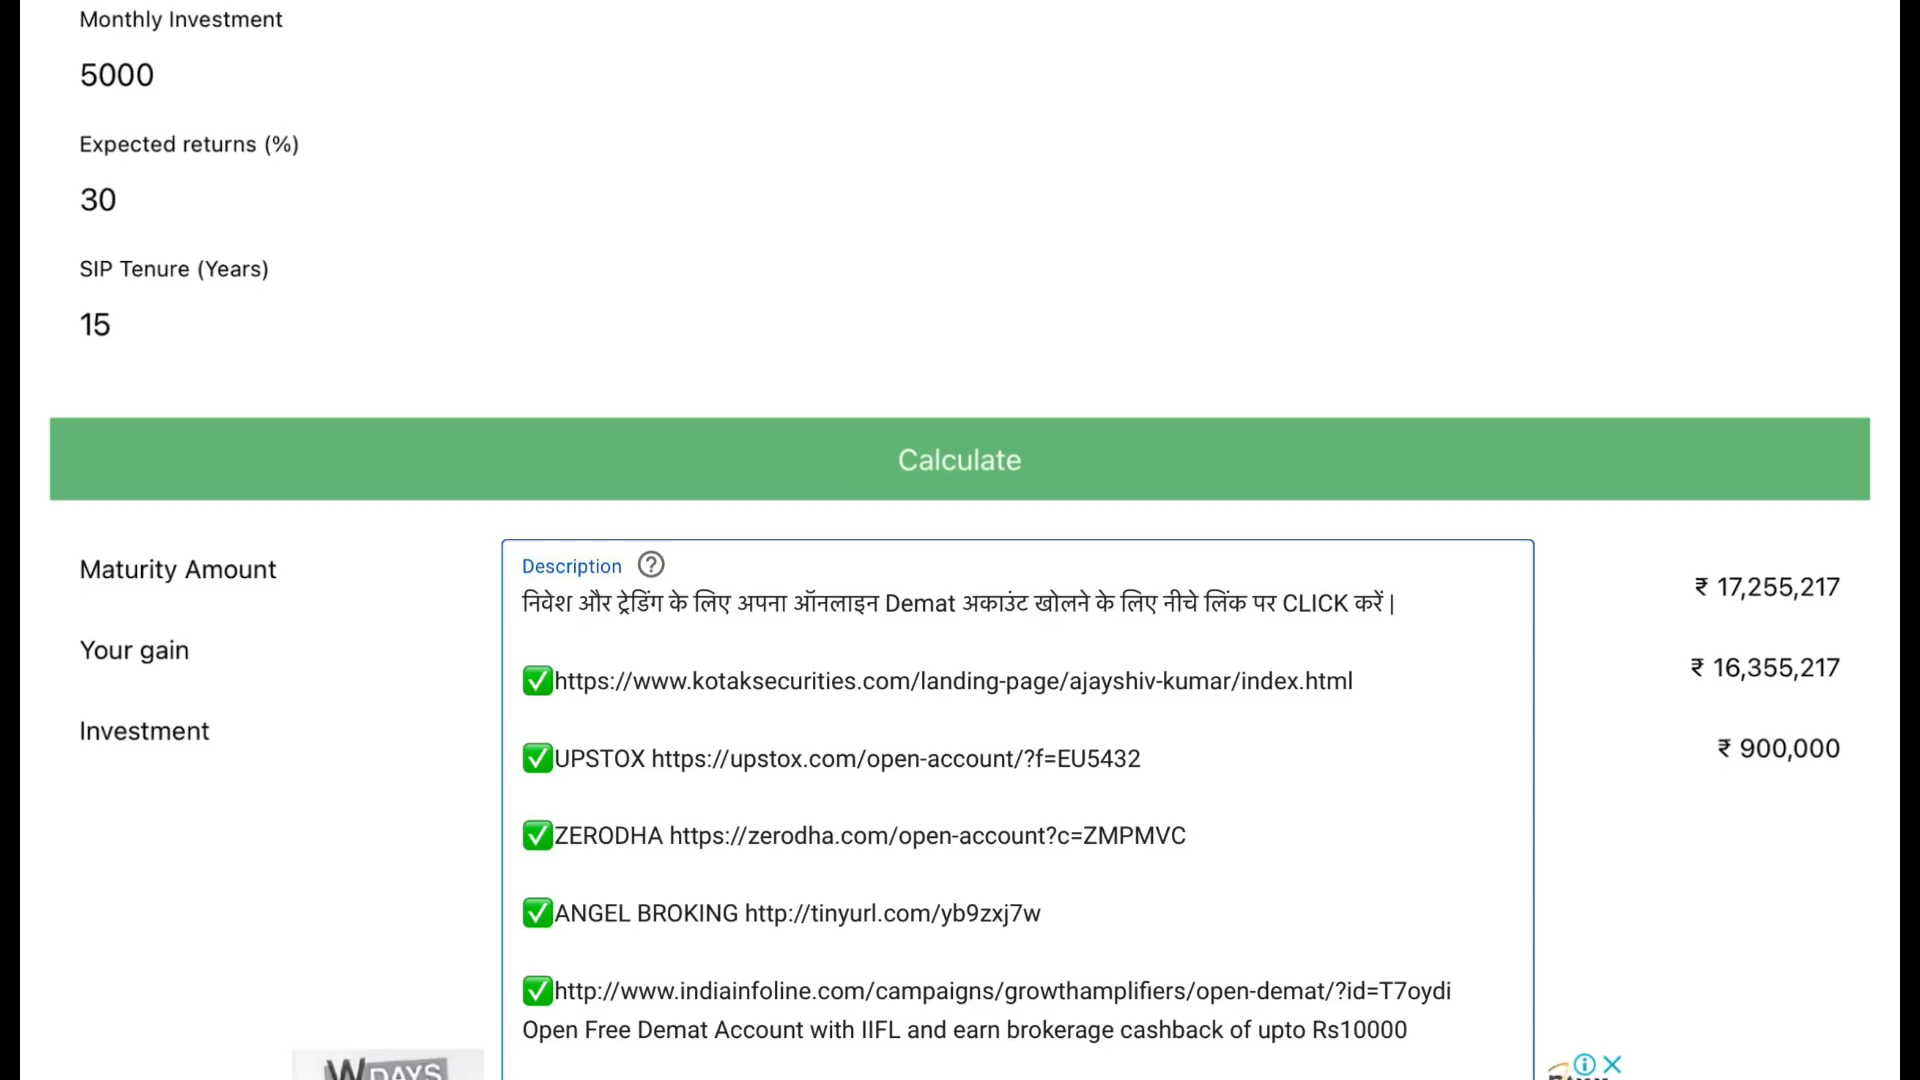 Monthly Investment
5000
Expected returns (%)
30
SIP Tenure (Years)
15
Calculate
Maturity Amount
₹ 17,255,217
Your gain
₹ 16,355,217
Investment
₹ 900,000
Description
निवेश और ट्रेडिंग के लिए अपना ऑनलाइन Demat अकाउंट खोलने के लिए नीचे लिंक पर CLICK करें |
✅https://www.kotaksecurities.com/landing-page/ajayshiv-kumar/index.html
✅UPSTOX https://upstox.com/open-account/?f=EU5432
✅ZERODHA https://zerodha.com/open-account?c=ZMPMVC
✅ANGEL BROKING http://tinyurl.com/yb9zxj7w
✅http://www.indiainfoline.com/campaigns/growthamplifiers/open-demat/?id=T7oydi
Open Free Demat Account with IIFL and earn brokerage cashback of upto Rs10000
W DAYS